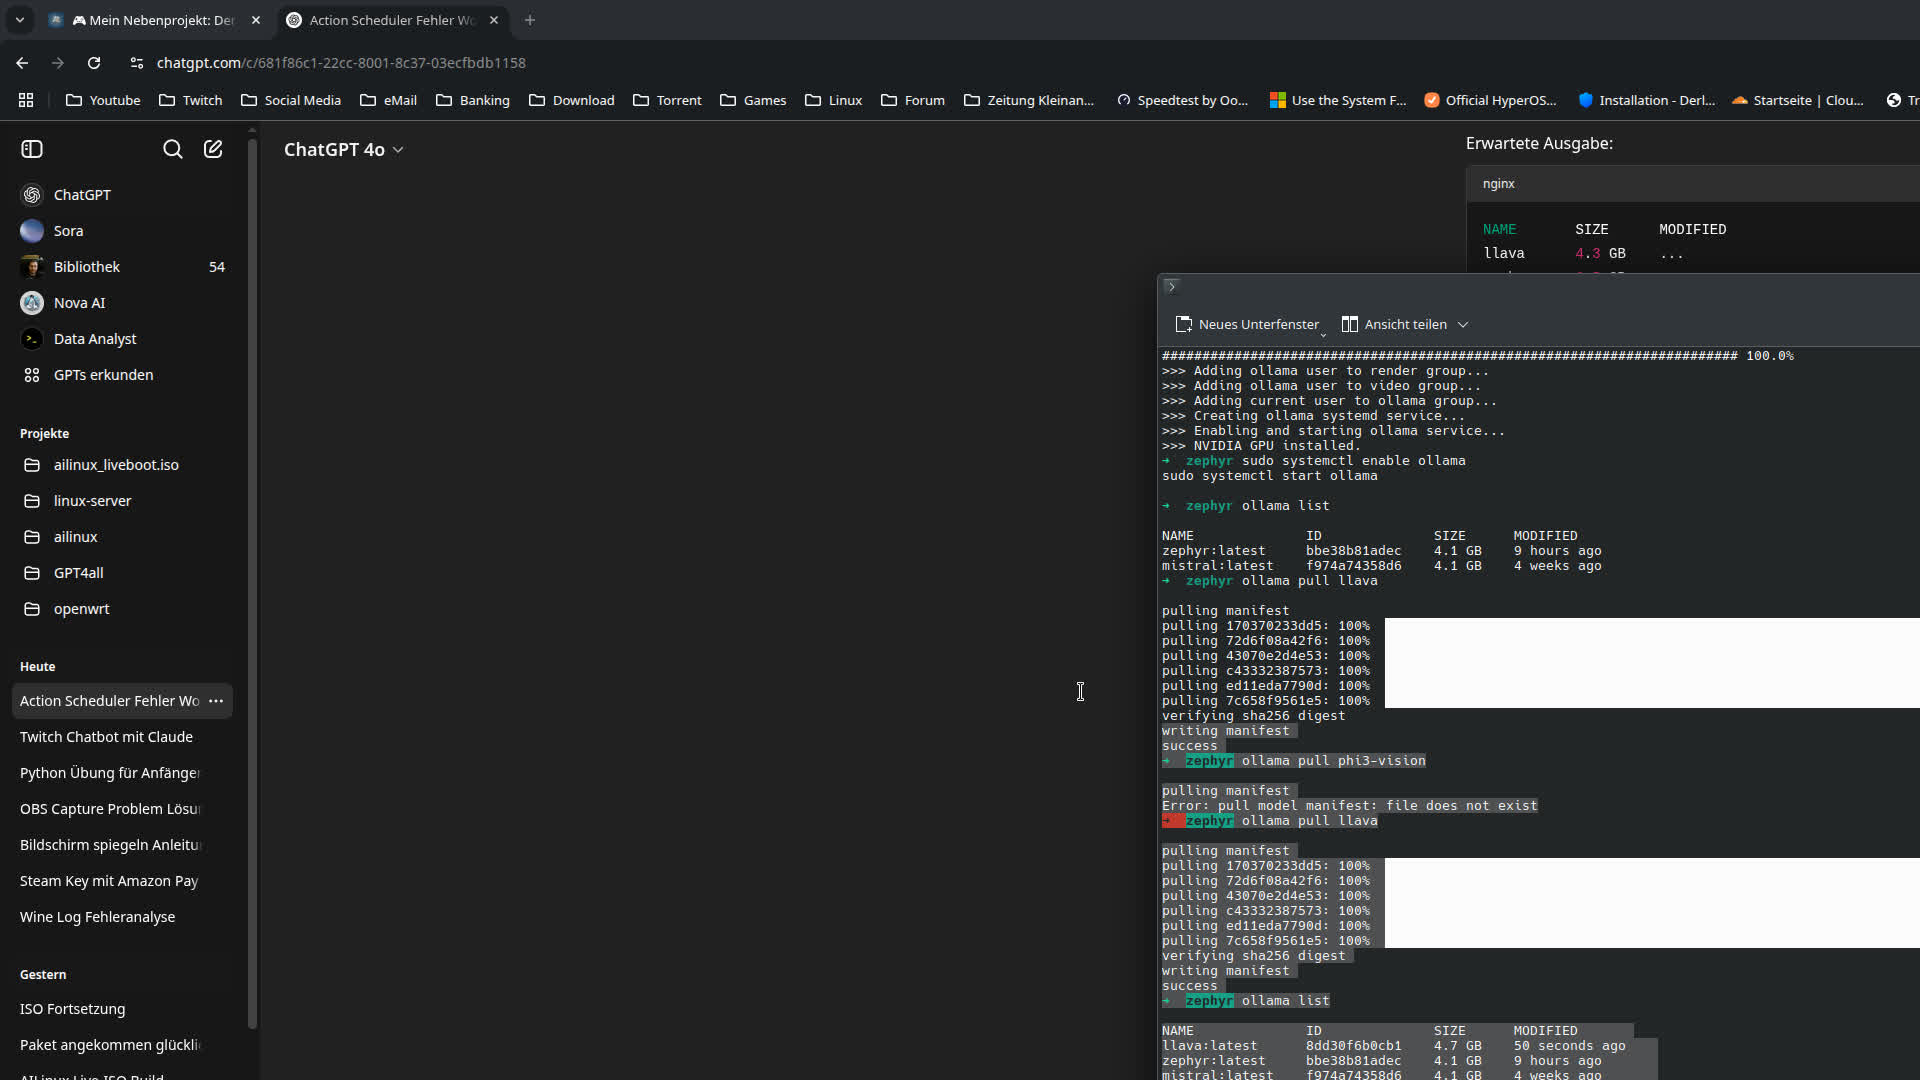 🎮 Mein Nebenprojekt: Der
Action Scheduler Fehler Wo
chatgpt.com/c/681f86c1-22cc-8001-8c37-03ecfbdb1158
Youtube
Twitch
Social Media
eMail
Banking
Download
Torrent
Games
Linux
Forum
Zeitung Kleinan...
Speedtest by Oo...
Use the System F...
Official HyperOS...
Installation - Derl...
Startseite | Clou...
Tr
ChatGPT
Sora
Bibliothek 54
Nova AI
Data Analyst
GPTs erkunden
Projekte
ailinux_liveboot.iso
linux-server
ailinux
GPT4all
openwrt
Heute
Action Scheduler Fehler Wo ...
Twitch Chatbot mit Claude
Python Übung für Anfänger
OBS Capture Problem Lösu
Bildschirm spiegeln Anleitu
Steam Key mit Amazon Pay
Wine Log Fehleranalyse
Gestern
ISO Fortsetzung
Paket angekommen glückli
AILinux Live ISO Build
ChatGPT 4o
Erwartete Ausgabe:
nginx
NAME SIZE MODIFIED
llava 4.3 GB ...
Neues Unterfenster
Ansicht teilen
######################################################################## 100.0%
>>> Adding ollama user to render group...
>>> Adding ollama user to video group...
>>> Adding current user to ollama group...
>>> Creating ollama systemd service...
>>> Enabling and starting ollama service...
>>> NVIDIA GPU installed.
➜ zephyr sudo systemctl enable ollama
sudo systemctl start ollama
➜ zephyr ollama list
NAME ID SIZE MODIFIED
zephyr:latest bbe38b81adec 4.1 GB 9 hours ago
mistral:latest f974a74358d6 4.1 GB 4 weeks ago
➜ zephyr ollama pull llava
pulling manifest
pulling 170370233dd5: 100%
pulling 72d6f08a42f6: 100%
pulling 43070e2d4e53: 100%
pulling c43332387573: 100%
pulling ed11eda7790d: 100%
pulling 7c658f9561e5: 100%
verifying sha256 digest
writing manifest
success
➜ zephyr ollama pull phi3-vision
pulling manifest
Error: pull model manifest: file does not exist
➜ zephyr ollama pull llava
pulling manifest
pulling 170370233dd5: 100%
pulling 72d6f08a42f6: 100%
pulling 43070e2d4e53: 100%
pulling c43332387573: 100%
pulling ed11eda7790d: 100%
pulling 7c658f9561e5: 100%
verifying sha256 digest
writing manifest
success
➜ zephyr ollama list
NAME ID SIZE MODIFIED
llava:latest 8dd30f6b0cb1 4.7 GB 50 seconds ago
zephyr:latest bbe38b81adec 4.1 GB 9 hours ago
mistral:latest f974a74358d6 4.1 GB 4 weeks ago